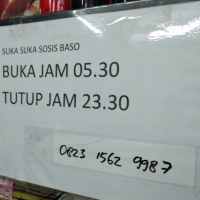 SUKA SUKA SOSIS BASO
BUKA JAM 05.30
TUTUP JAM 23.30
0823 1562 9987